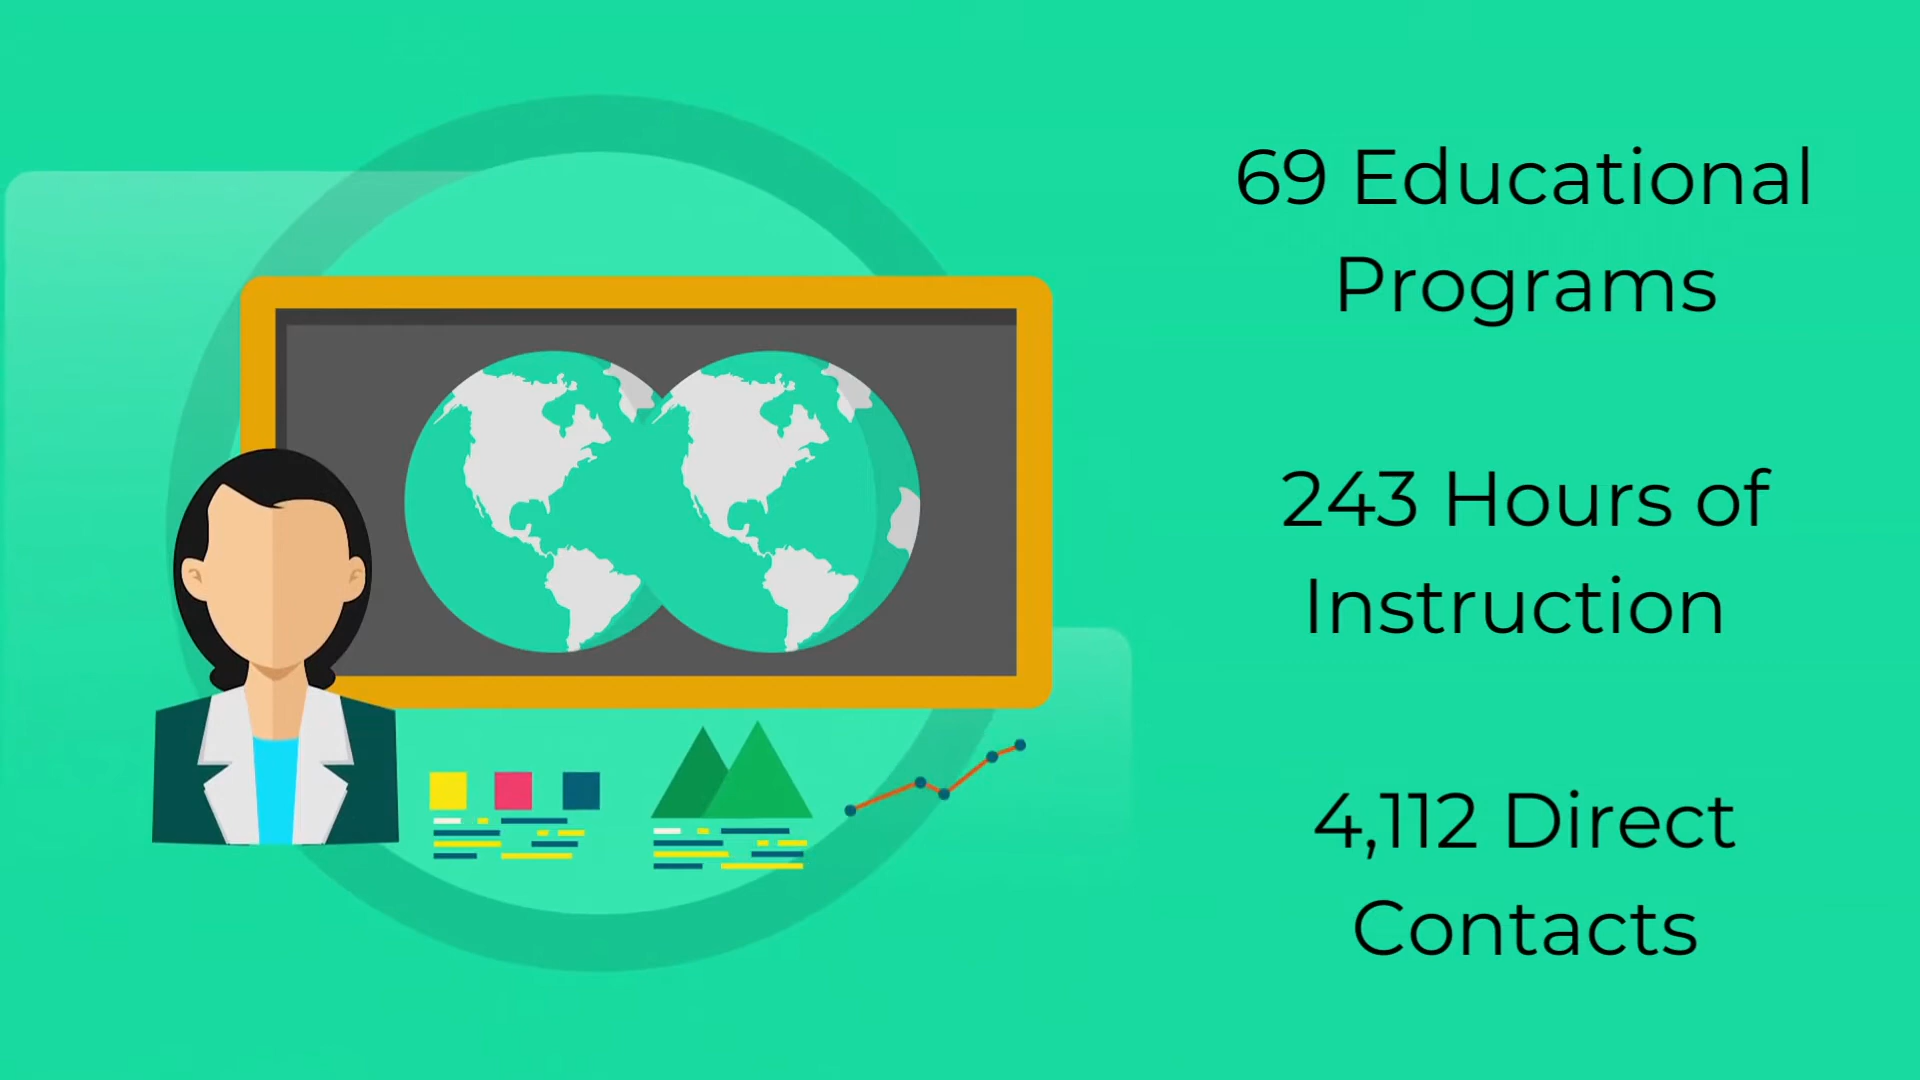 69 Educational
Programs
243 Hours of
Instruction
4,112 Direct
Contacts